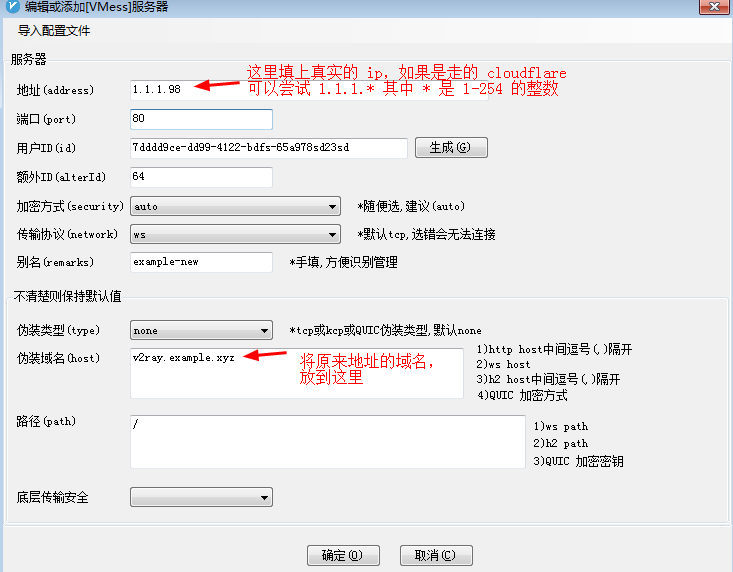 编辑或添加[VMess]服务器
导入配置文件
服务器
这里填上真实的 ip，如果是走的 cloudflare
可以尝试 1.1.1.* 其中 * 是 1-254 的整数
地址(address) 1.1.1.98
端口(port) 80
用户ID(id) 7dddd9ce-dd99-4122-bdfs-65a978sd23sd 生成(G)
额外ID(alterId) 64
加密方式(security) auto *随便选,建议(auto)
传输协议(network) ws *默认tcp,选错会无法连接
别名(remarks) example-new *手填,方便识别管理
不清楚则保持默认值
伪装类型(type) none *tcp或kcp或QUIC伪装类型,默认none
伪装域名(host) v2ray.example.xyz
将原来地址的域名，
放到这里
1)http host中间逗号(,)隔开
2)ws host
3)h2 host中间逗号(,)隔开
4)QUIC 加密方式
路径(path) /
1)ws path
2)h2 path
3)QUIC 加密密钥
底层传输安全
确定(O) 取消(C)